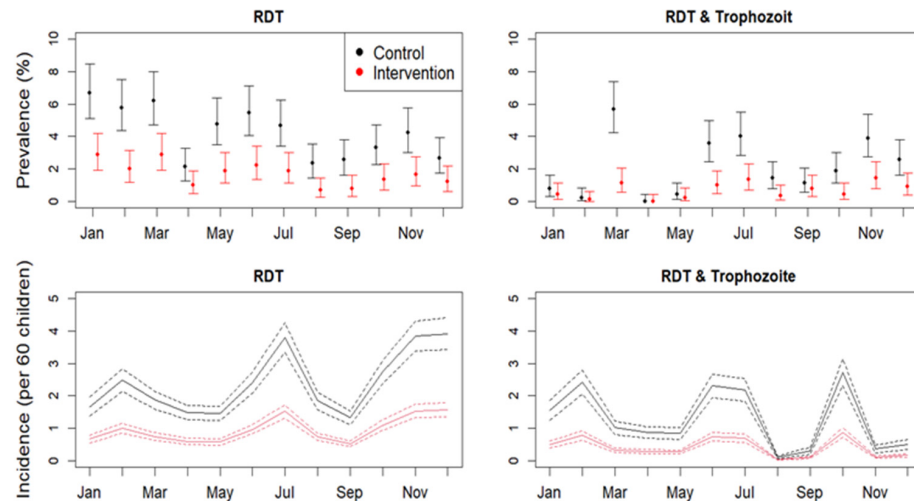 RDT
RDT & Trophozoit
Prevalence (%)
10
8
6
4
2
0
Control
Intervention
Jan Mar May Jul Sep Nov
10
8
6
4
2
0
Jan Mar May Jul Sep Nov
RDT
RDT & Trophozoite
Incidence (per 60 children)
5
4
3
2
1
0
Jan Mar May Jul Sep Nov
5
4
3
2
1
0
Jan Mar May Jul Sep Nov